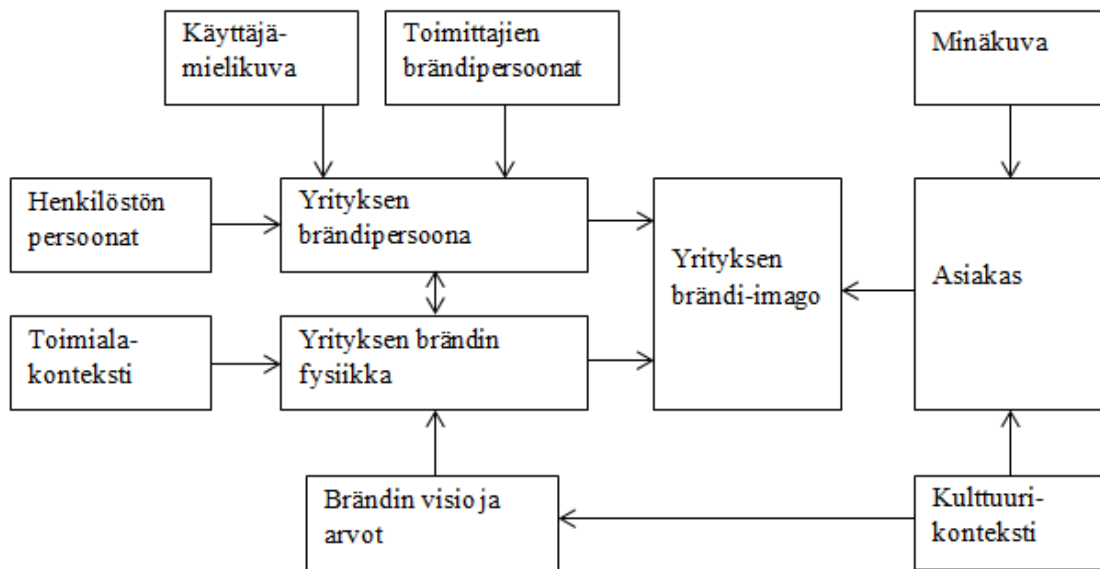 Käyttäjä-
mielikuva
Toimittajien
brändipersoonat
Minäkuva
Henkilöstön
persoonat
Yrityksen
brändipersoona
Yrityksen
brändi-imago
Asiakas
Toimiala-
konteksti
Yrityksen brändin
fysiikka
Brändin visio ja
arvot
Kulttuuri-
konteksti